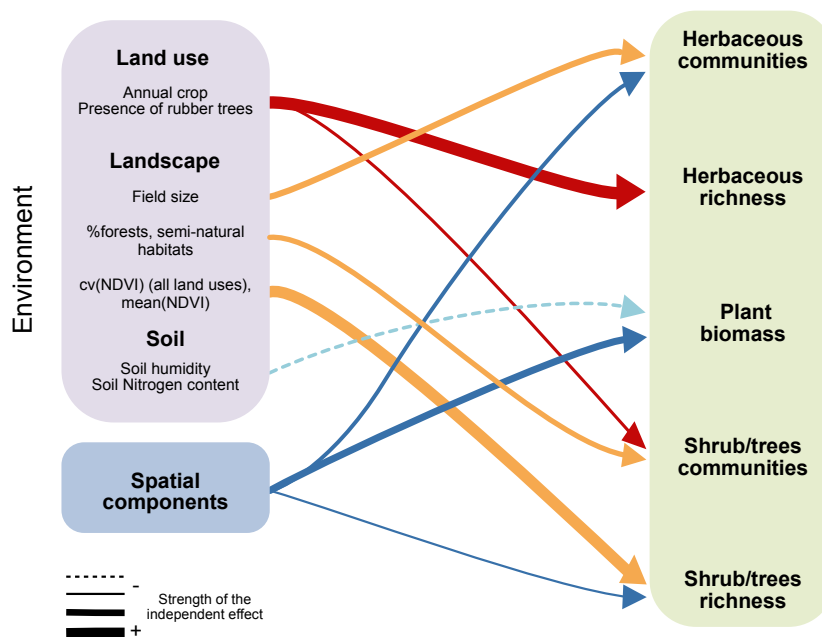 Environment
Land use
Annual crop
Presence of rubber trees
Landscape
Field size
%forests, semi-natural
habitats
cv(NDVI) (all land uses),
mean(NDVI)
Soil
Soil humidity
Soil Nitrogen content
Spatial
components
-
Strength of the
independent effect
+
Herbaceous
communities
Herbaceous
richness
Plant
biomass
Shrub/trees
communities
Shrub/trees
richness